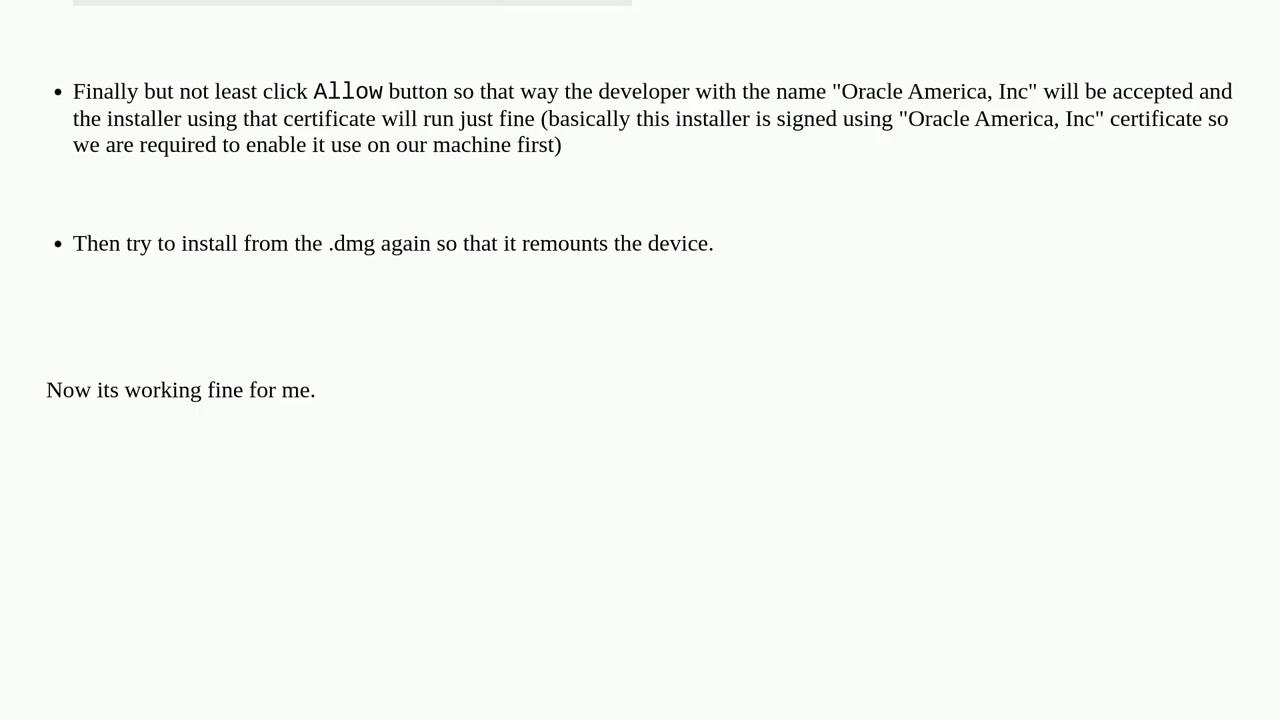 • Finally but not least click Allow button so that way the developer with the name "Oracle America, Inc" will be accepted and
the installer using that certificate will run just fine (basically this installer is signed using "Oracle America, Inc" certificate so
we are required to enable it use on our machine first)
• Then try to install from the .dmg again so that it remounts the device.
Now its working fine for me.